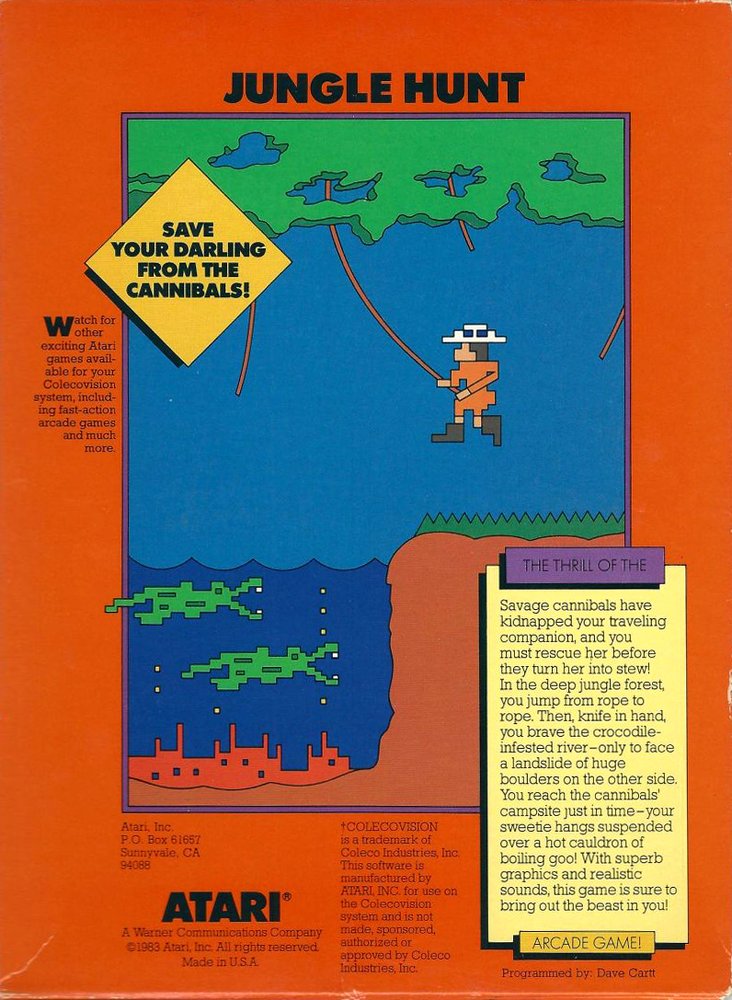 JUNGLE HUNT
SAVE
YOUR DARLING
FROM THE
CANNIBALS!
Watch for
other
exciting Atari
games avail-
able for your
Colecovision
system, includ-
ing fast-action
arcade games
and much
more.
THE THRILL OF THE
Savage cannibals have
kidnapped your traveling
companion, and you
must rescue her before
they turn her into stew!
In the deep jungle forest,
you jump from rope to
rope. Then, knife in hand,
you brave the crocodile-
infested river–only to face
a landslide of huge
boulders on the other side.
You reach the cannibals'
campsite just in time–your
sweetie hangs suspended
over a hot cauldron of
boiling goo! With superb
graphics and realistic
sounds, this game is sure to
bring out the beast in you!
ARCADE GAME!
Programmed by: Dave Cartt
Atari, Inc.
P.O. Box 61657
Sunnyvale, CA
94088
ATARI®
A Warner Communications Company
©1983 Atari, Inc. All rights reserved.
Made in U.S.A.
†COLECOVISION
is a trademark of
Coleco Industries, Inc.
This software is
manufactured by
ATARI, INC. for use on
the Colecovision
system and is not
made, sponsored,
authorized or
approved by Coleco
Industries, Inc.